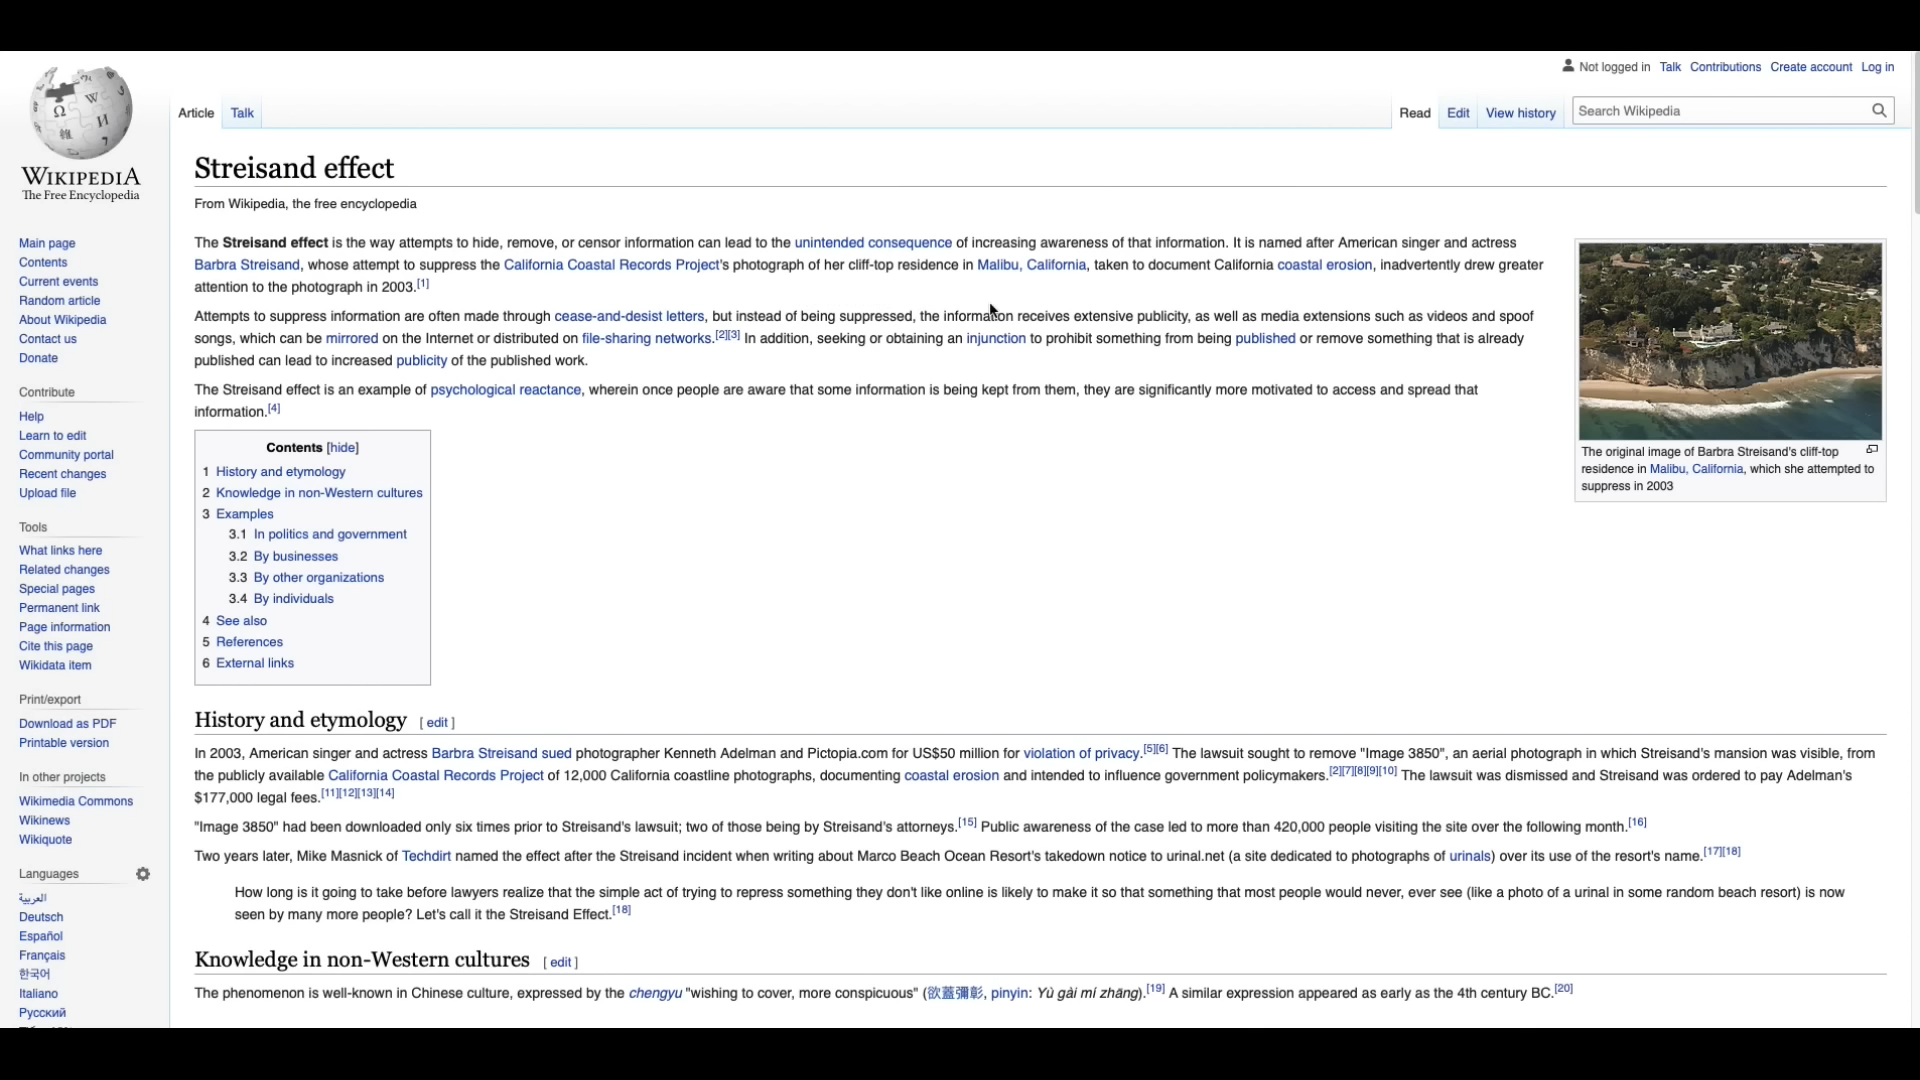 Not logged in Talk Contributions Create account Log in
Article Talk Read Edit View history Search Wikipedia
WIKIPEDIA
The Free Encyclopedia
Main page
Contents
Current events
Random article
About Wikipedia
Contact us
Donate
Contribute
Help
Learn to edit
Community portal
Recent changes
Upload file
Tools
What links here
Related changes
Special pages
Permanent link
Page information
Cite this page
Wikidata item
Print/export
Download as PDF
Printable version
In other projects
Wikimedia Commons
Wikinews
Wikiquote
Languages
العربية
Deutsch
Español
Français
한국어
Italiano
Русский
Streisand effect
From Wikipedia, the free encyclopedia
The Streisand effect is the way attempts to hide, remove, or censor information can lead to the unintended consequence of increasing awareness of that information. It is named after American singer and actress
Barbra Streisand, whose attempt to suppress the California Coastal Records Project's photograph of her cliff-top residence in Malibu, California, taken to document California coastal erosion, inadvertently drew greater
attention to the photograph in 2003.[1]
Attempts to suppress information are often made through cease-and-desist letters, but instead of being suppressed, the information receives extensive publicity, as well as media extensions such as videos and spoof
songs, which can be mirrored on the Internet or distributed on file-sharing networks.[2][3] In addition, seeking or obtaining an injunction to prohibit something from being published or remove something that is already
published can lead to increased publicity of the published work.
The Streisand effect is an example of psychological reactance, wherein once people are aware that some information is being kept from them, they are significantly more motivated to access and spread that
information.[4]
The original image of Barbra Streisand's cliff-top
residence in Malibu, California, which she attempted to
suppress in 2003
Contents [hide]
1 History and etymology
2 Knowledge in non-Western cultures
3 Examples
3.1 In politics and government
3.2 By businesses
3.3 By other organizations
3.4 By individuals
4 See also
5 References
6 External links
History and etymology [ edit ]
In 2003, American singer and actress Barbra Streisand sued photographer Kenneth Adelman and Pictopia.com for US$50 million for violation of privacy.[5][6] The lawsuit sought to remove "Image 3850", an aerial photograph in which Streisand's mansion was visible, from
the publicly available California Coastal Records Project of 12,000 California coastline photographs, documenting coastal erosion and intended to influence government policymakers.[2][7][8][9][10] The lawsuit was dismissed and Streisand was ordered to pay Adelman's
$177,000 legal fees.[11][12][13][14]
"Image 3850" had been downloaded only six times prior to Streisand's lawsuit; two of those being by Streisand's attorneys.[15] Public awareness of the case led to more than 420,000 people visiting the site over the following month.[16]
Two years later, Mike Masnick of Techdirt named the effect after the Streisand incident when writing about Marco Beach Ocean Resort's takedown notice to urinal.net (a site dedicated to photographs of urinals) over its use of the resort's name.[17][18]
How long is it going to take before lawyers realize that the simple act of trying to repress something they don't like online is likely to make it so that something that most people would never, ever see (like a photo of a urinal in some random beach resort) is now
seen by many more people? Let's call it the Streisand Effect.[18]
Knowledge in non-Western cultures [ edit ]
The phenomenon is well-known in Chinese culture, expressed by the chengyu "wishing to cover, more conspicuous" (欲蓋彌彰, pinyin: Yù gài mí zhāng).[19] A similar expression appeared as early as the 4th century BC.[20]